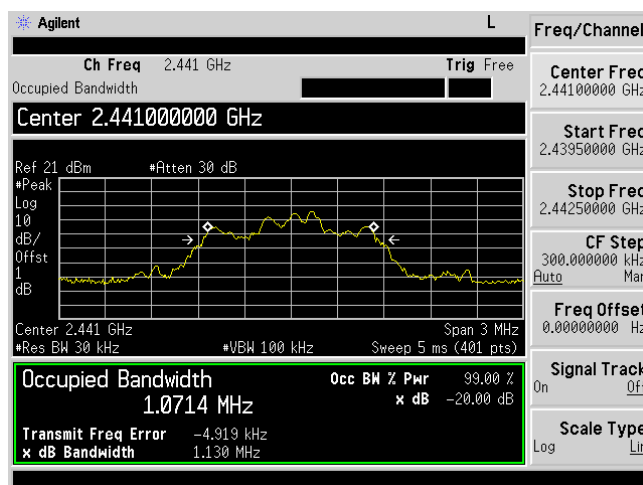 Agilent
L
Freq/Channel
Ch Freq 2.441 GHz Trig Free
Occupied Bandwidth
Center Freq
2.44100000 GHz
Center 2.441000000 GHz
Start Freq
2.43950000 GHz
Ref 21 dBm #Atten 30 dB
#Peak
Log
10
dB/
Offst
1
dB
Stop Freq
2.44250000 GHz
CF Step
300.000000 kHz
Auto Man
Freq Offset
0.00000000 Hz
Center 2.441 GHz Span 3 MHz
#Res BW 30 kHz #VBW 100 kHz Sweep 5 ms (401 pts)
Signal Track
On Off
Occupied Bandwidth
1.0714 MHz
Occ BW % Pwr 99.00 %
x dB -20.00 dB
Transmit Freq Error -4.919 kHz
x dB Bandwidth 1.130 MHz
Scale Type
Log Lin